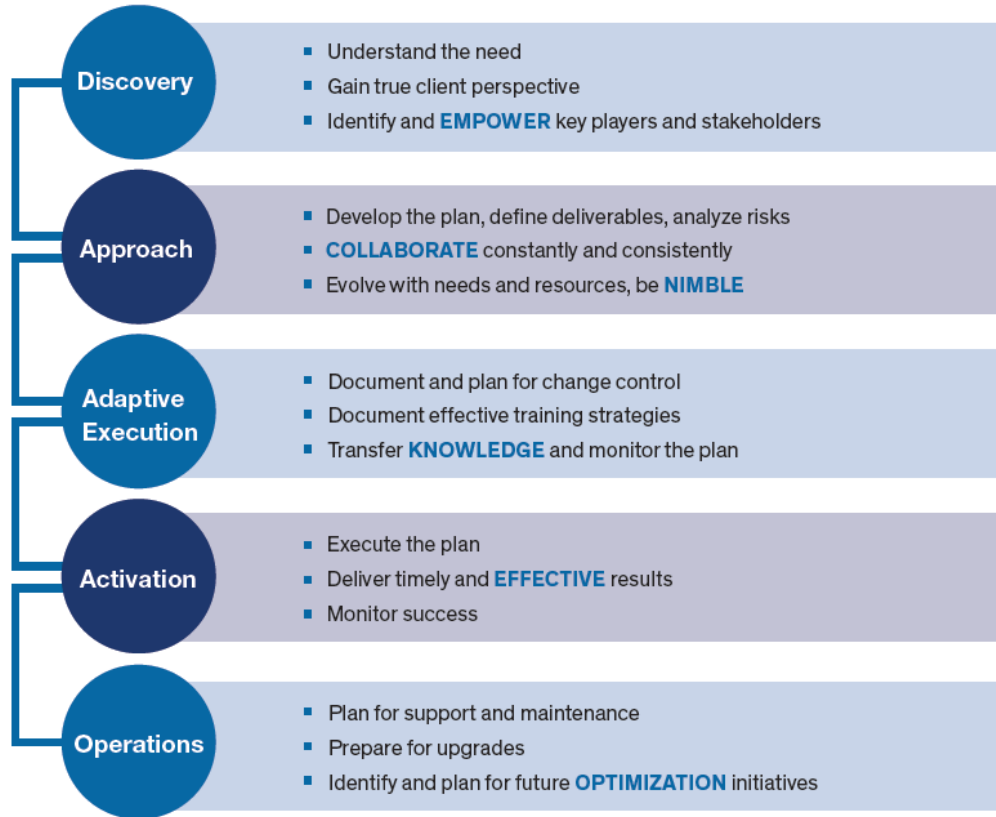 Discovery
Understand the need
Gain true client perspective
Identify and EMPOWER key players and stakeholders
Approach
Develop the plan, define deliverables, analyze risks
COLLABORATE constantly and consistently
Evolve with needs and resources, be NIMBLE
Adaptive
Execution
Document and plan for change control
Document effective training strategies
Transfer KNOWLEDGE and monitor the plan
Activation
Execute the plan
Deliver timely and EFFECTIVE results
Monitor success
Operations
Plan for support and maintenance
Prepare for upgrades
Identify and plan for future OPTIMIZATION initiatives